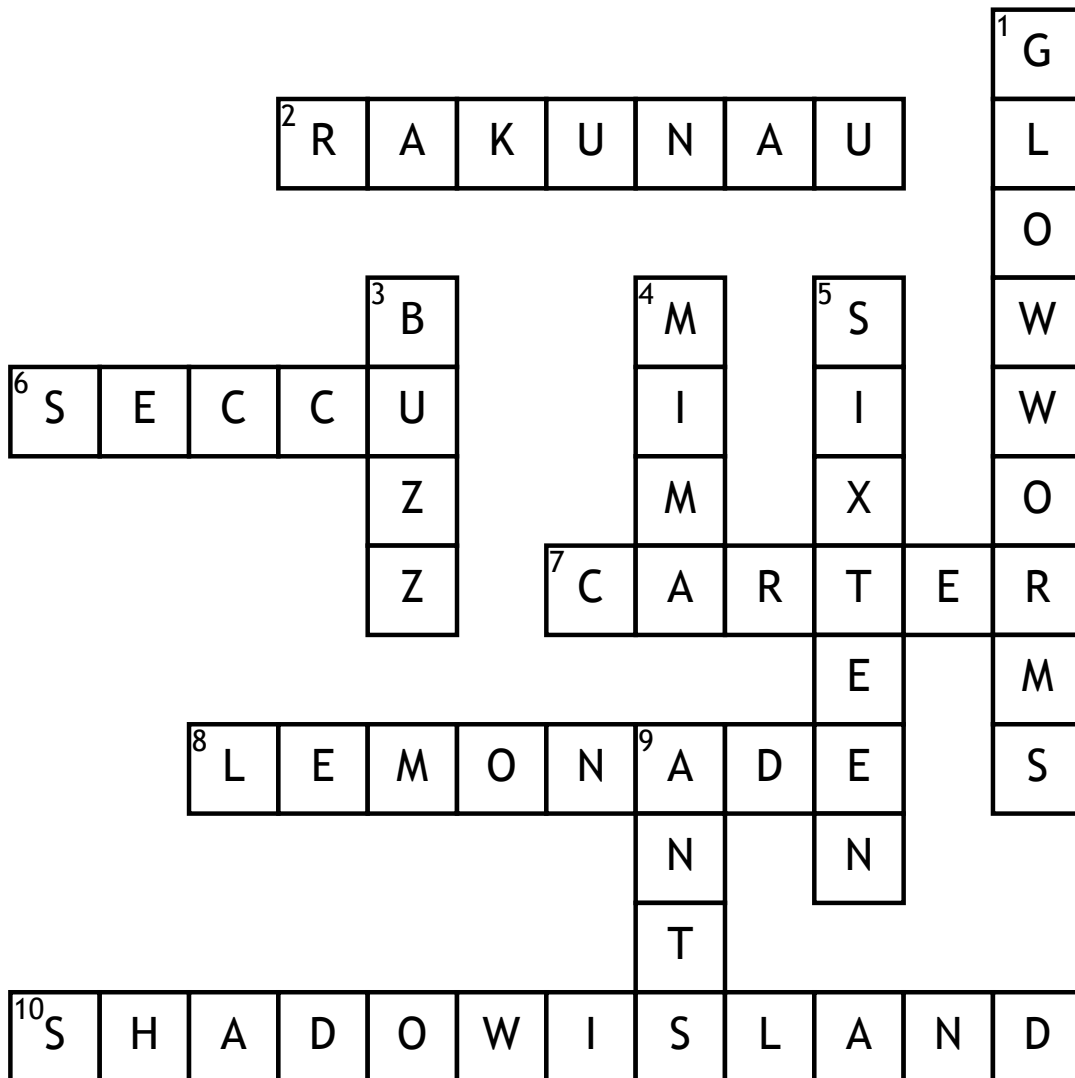 1 G
2 R A K U N A U L
O
3 B 4 M 5 S W
6 S E C C U I I W
Z M X O
Z 7 C A R T E R
E M
8 L E M O N 9 A D E S
N N
T
10 S H A D O W I S L A N D